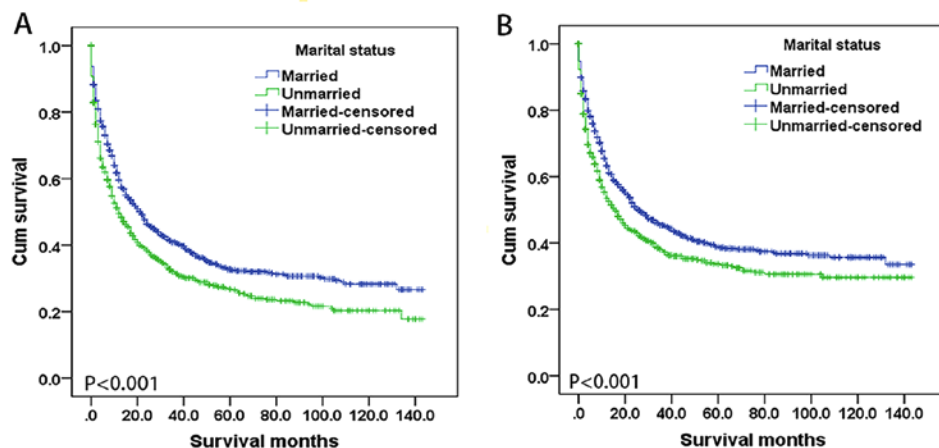 A
Marital status
Married
Unmarried
Married-censored
Unmarried-censored
Cum survival
1.0
0.8
0.6
0.4
0.2
0.0
P<0.001
.0 20.0 40.0 60.0 80.0 100.0 120.0 140.0
Survival months
B
Marital status
Married
Unmarried
Married-censored
Unmarried-censored
Cum survival
1.0
0.8
0.6
0.4
0.2
0.0
P<0.001
.0 20.0 40.0 60.0 80.0 100.0 120.0 140.0
Survival months